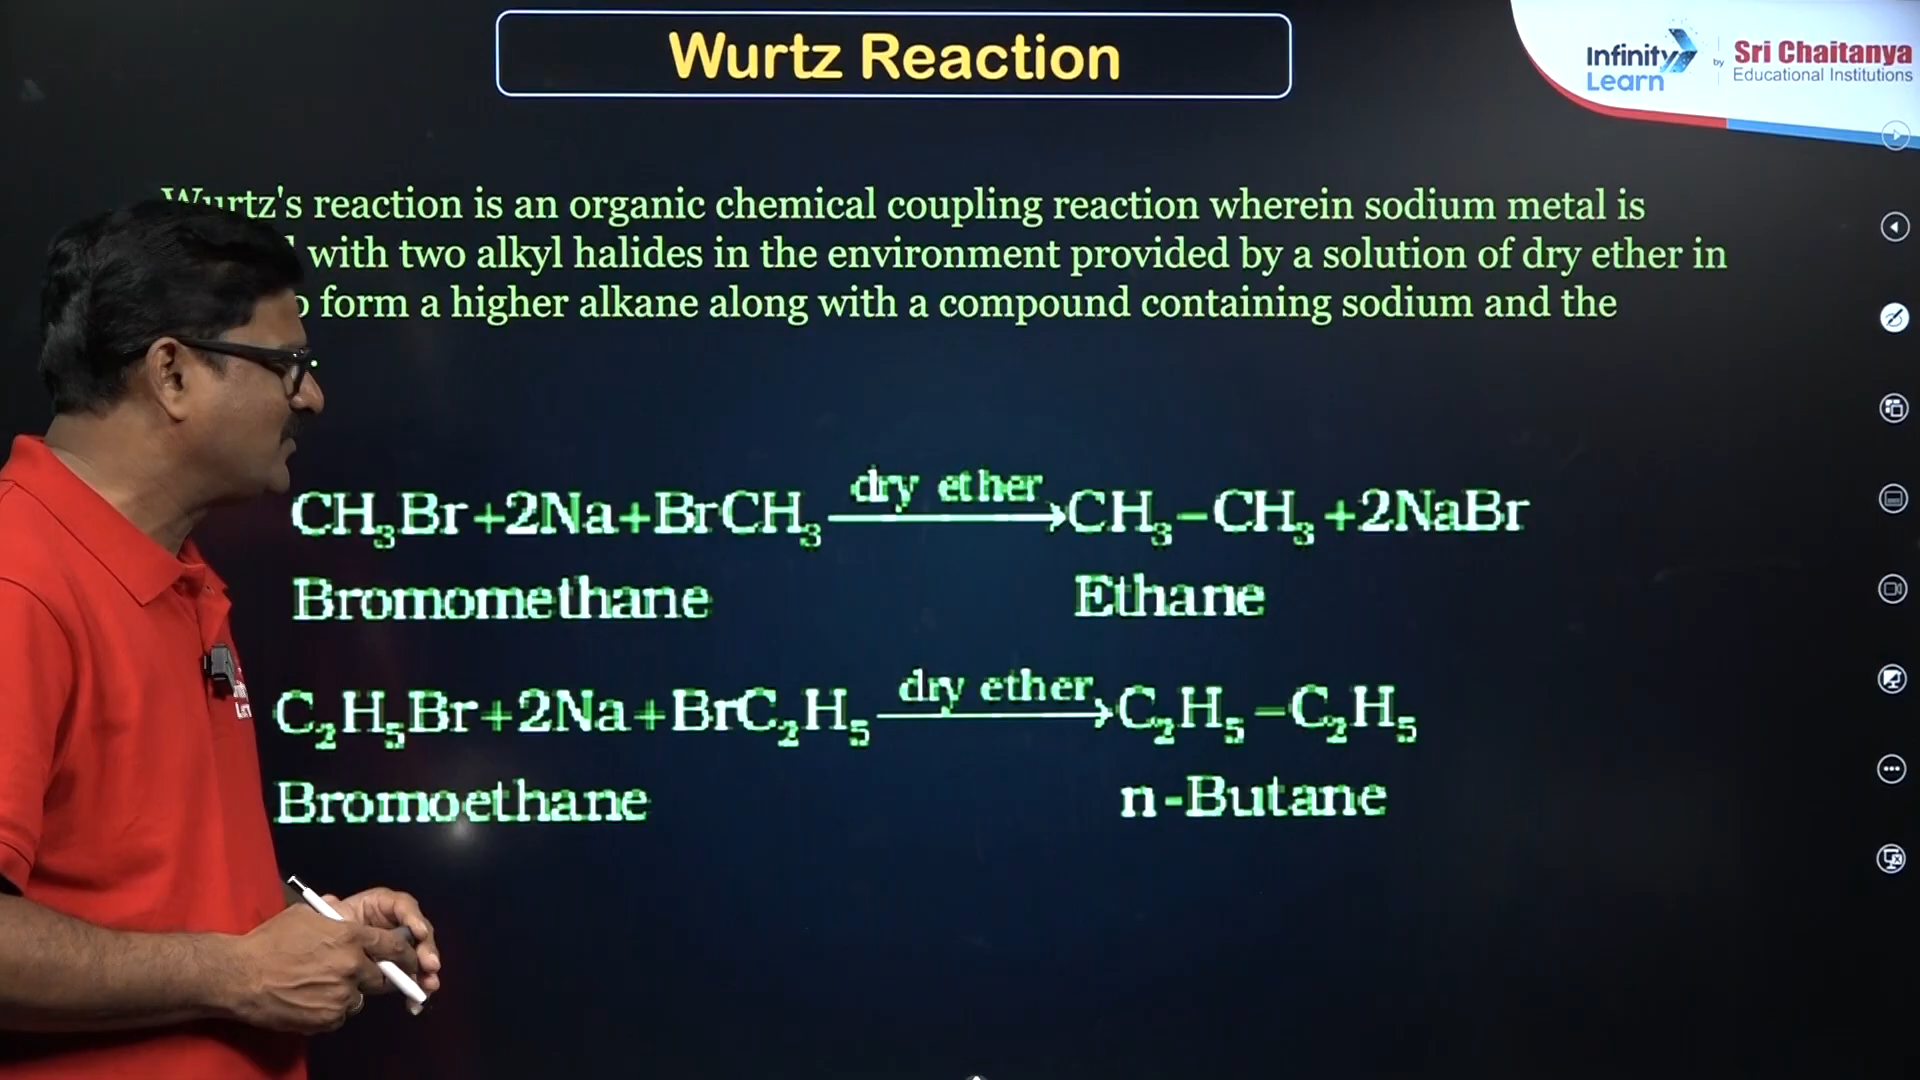 Wurtz Reaction
Infinity Learn
by
Sri Chaitanya
Educational Institutions
Wurtz's reaction is an organic chemical coupling reaction wherein sodium metal is
with two alkyl halides in the environment provided by a solution of dry ether in
form a higher alkane along with a compound containing sodium and the
.
CH₃Br+2Na+BrCH₃ dry ether → CH₃−CH₃+2NaBr
Bromomethane Ethane
C₂H₅Br+2Na+BrC₂H₅ dry ether → C₂H₅−C₂H₅
Bromoethane n-Butane